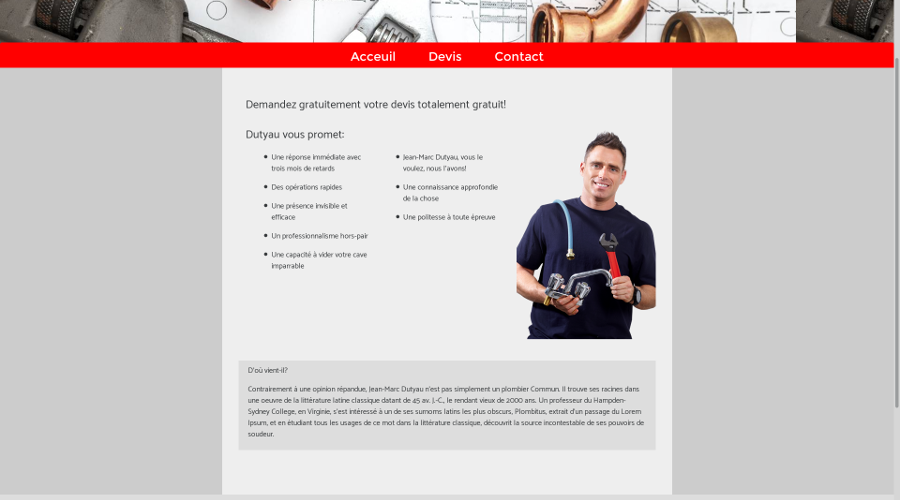 Acceuil Devis Contact
Demandez gratuitement votre devis totalement gratuit!
Dutyau vous promet:
Une réponse immédiate avec
trois mois de retards
Des opérations rapides
Une présence invisible et
efficace
Un professionnalisme hors-pair
Une capacité à vider votre cave
imparrable
Jean-Marc Dutyau, vous le
voulez, nous l'avons!
Une connaissance approfondie
de la chose
Une politesse à toute épreuve
D'où vient-il?
Contrairement à une opinion répandue, Jean-Marc Dutyau n'est pas simplement un plombier Commun. Il trouve ses racines dans
une oeuvre de la littérature latine classique datant de 45 av. J.-C., le rendant vieux de 2000 ans. Un professeur du Hampden-
Sydney College, en Virginie, s'est intéressé à un de ses surnoms latins les plus obscurs, Plombitus, extrait d'un passage du Lorem
Ipsum, et en étudiant tous les usages de ce mot dans la littérature classique, découvrit la source incontestable de ses pouvoirs de
soudeur.